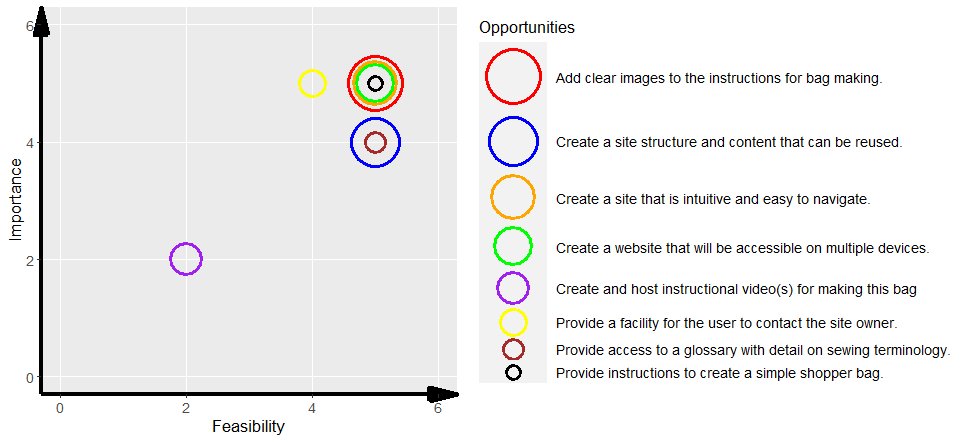 Opportunities
Add clear images to the instructions for bag making.
Create a site structure and content that can be reused.
Create a site that is intuitive and easy to navigate.
Create a website that will be accessible on multiple devices.
Create and host instructional video(s) for making this bag
Provide a facility for the user to contact the site owner.
Provide access to a glossary with detail on sewing terminology.
Provide instructions to create a simple shopper bag.
Importance
6
4
2
0
0 2 4 6
Feasibility